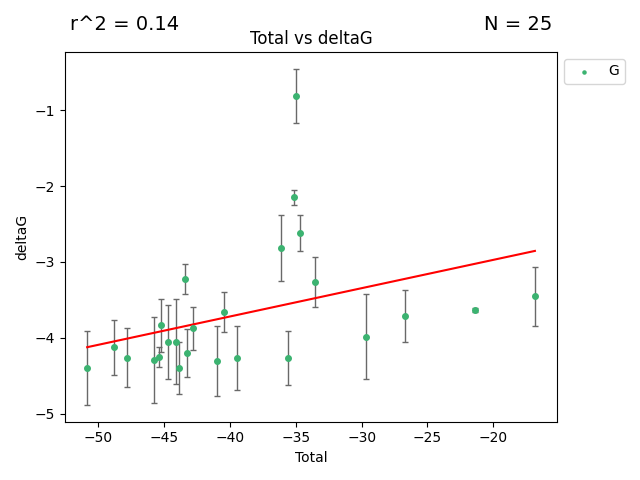 r^2 = 0.14
N = 25
Total vs deltaG
G
−1
−2
−3
−4
−5
deltaG
−50
−45
−40
−35
−30
−25
−20
Total